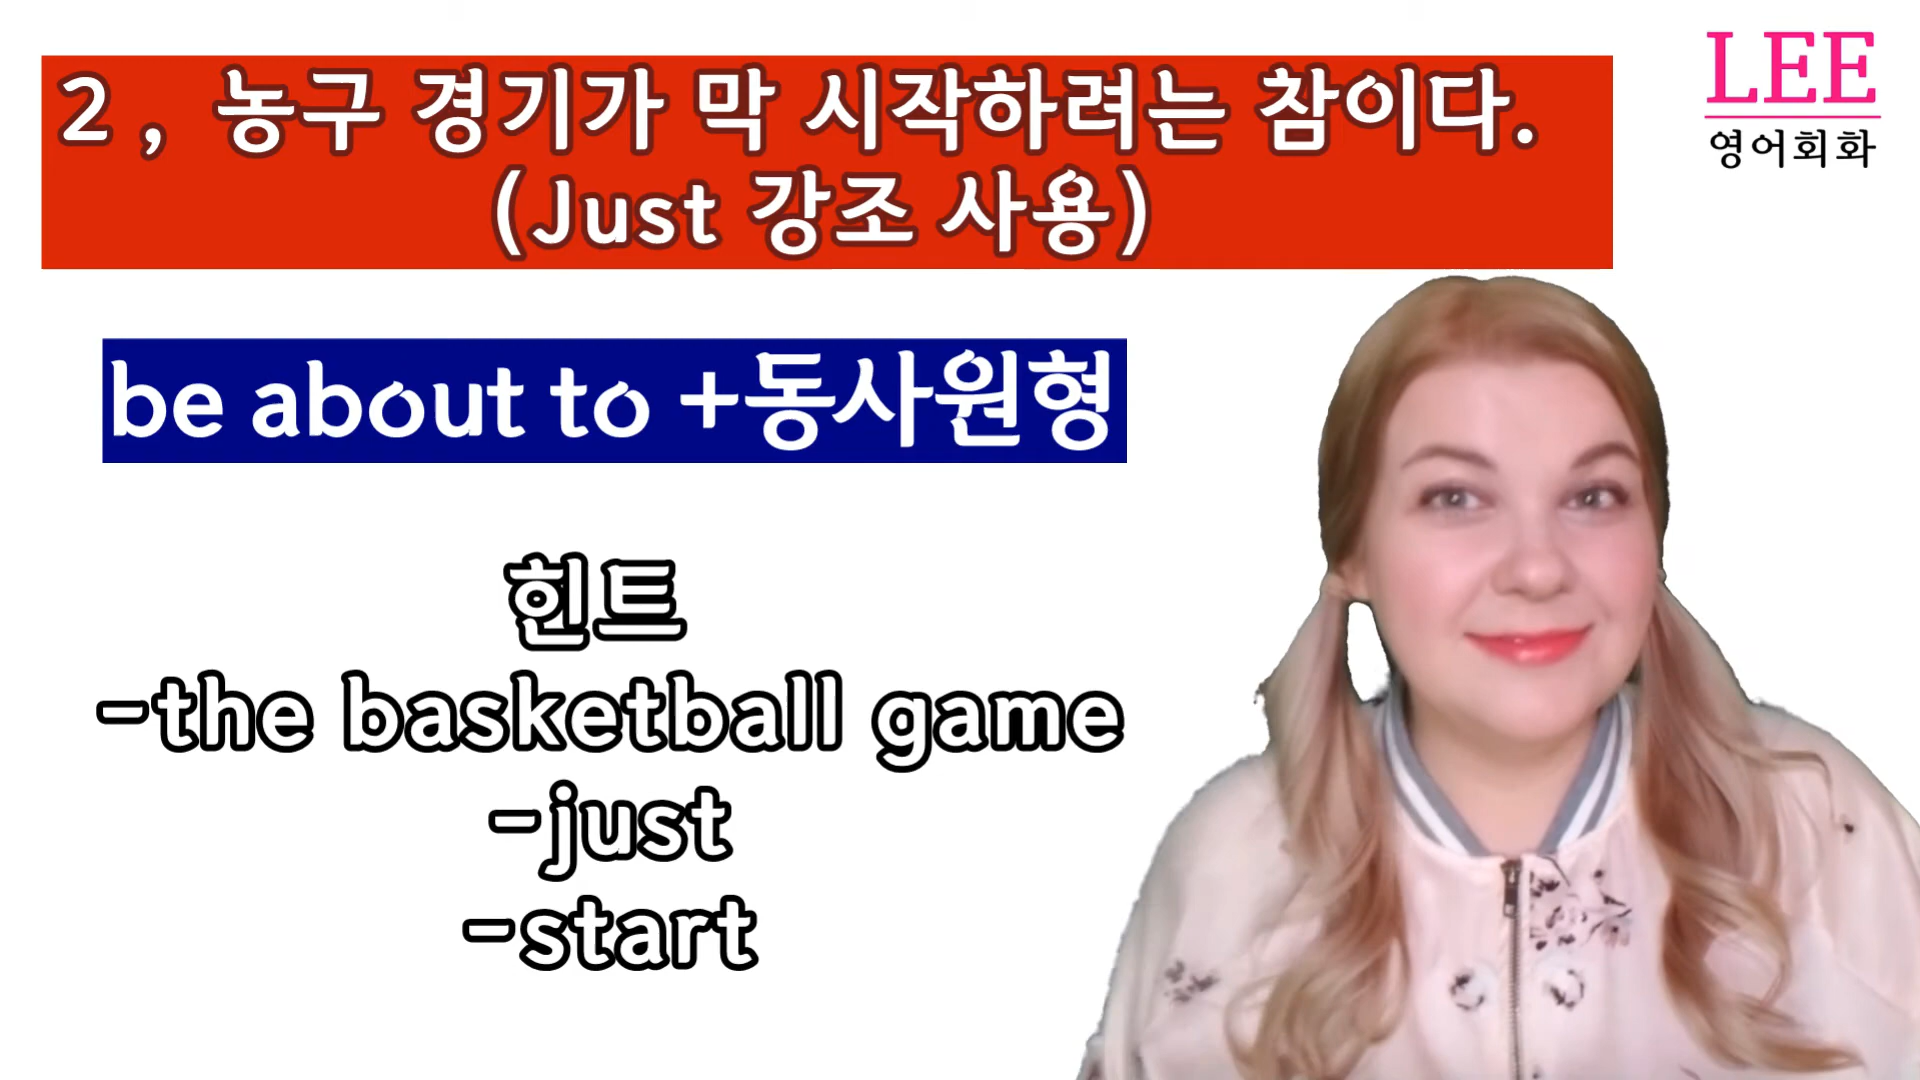 2, 농구 경기가 막 시작하려는 참이다.
(Just 강조 사용)
LEE
영어회화
be about to +동사원형
힌트
-the basketball game
-just
-start